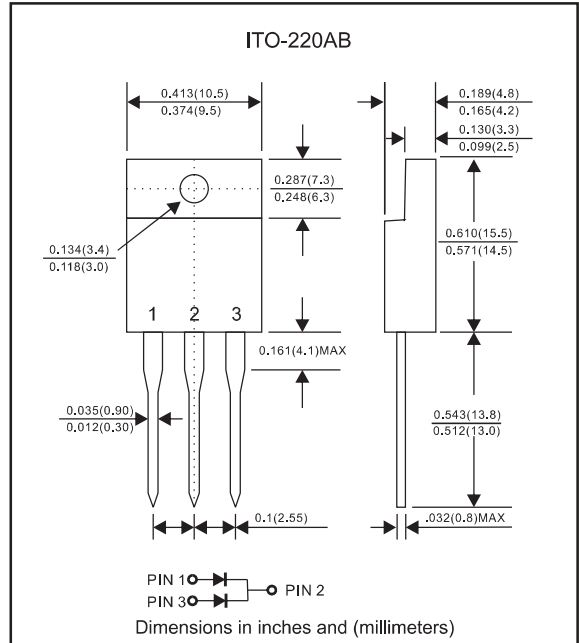 ITO-220AB
0.413(10.5)
0.374(9.5)
0.189(4.8)
0.165(4.2)
0.130(3.3)
0.099(2.5)
0.287(7.3)
0.248(6.3)
0.134(3.4)
0.118(3.0)
0.610(15.5)
0.571(14.5)
1 2 3
0.161(4.1)MAX
0.035(0.90)
0.012(0.30)
0.543(13.8)
0.512(13.0)
0.1(2.55)
.032(0.8)MAX
PIN 1
PIN 2
PIN 3
Dimensions in inches and (millimeters)